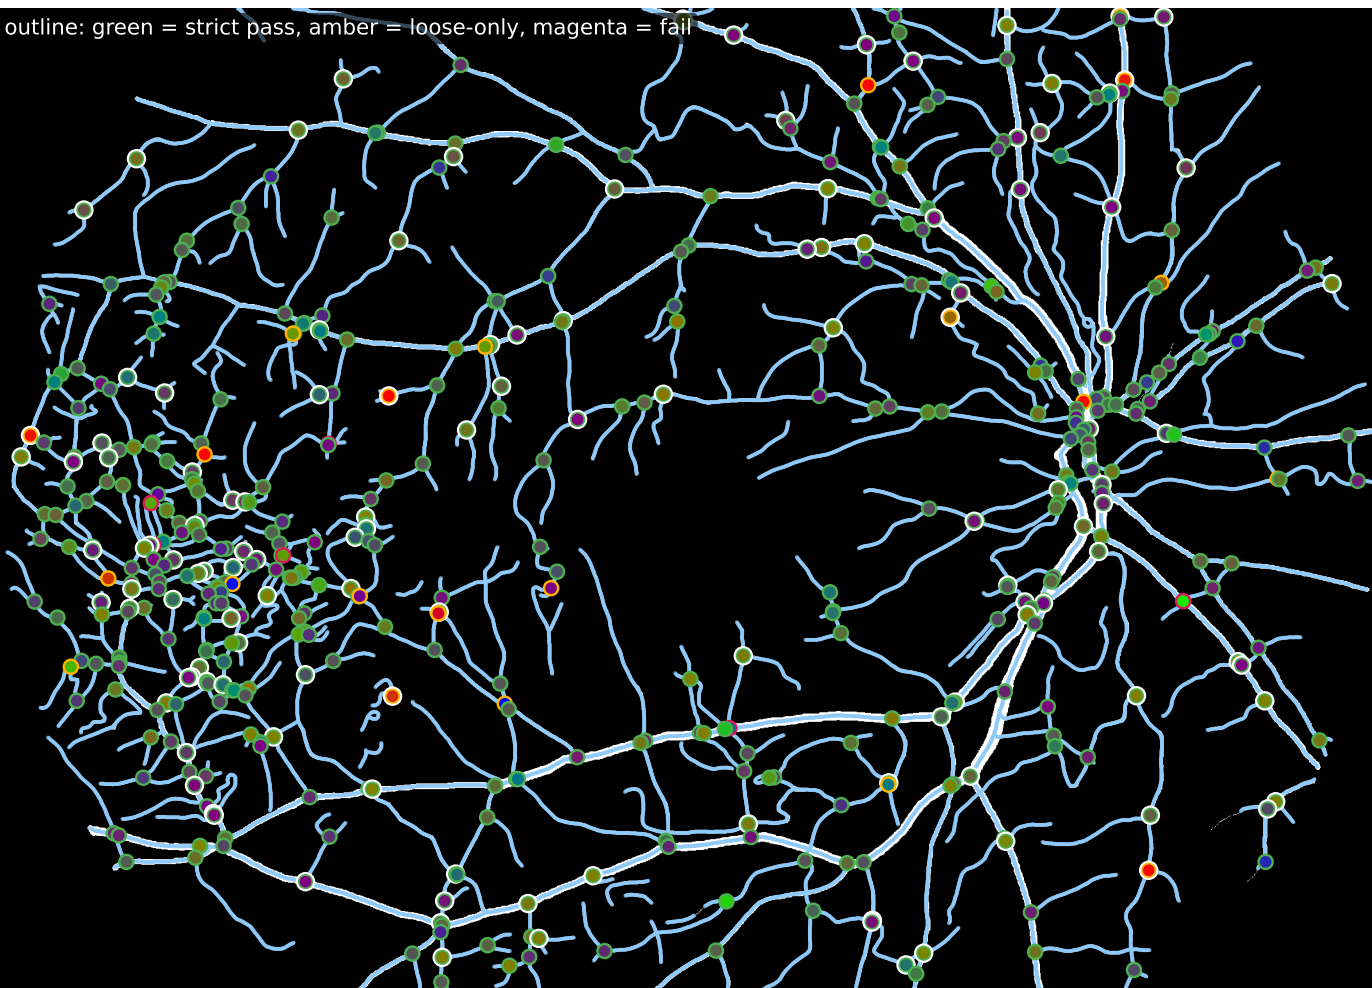 outline: green = strict pass, amber = loose-only, magenta = fail